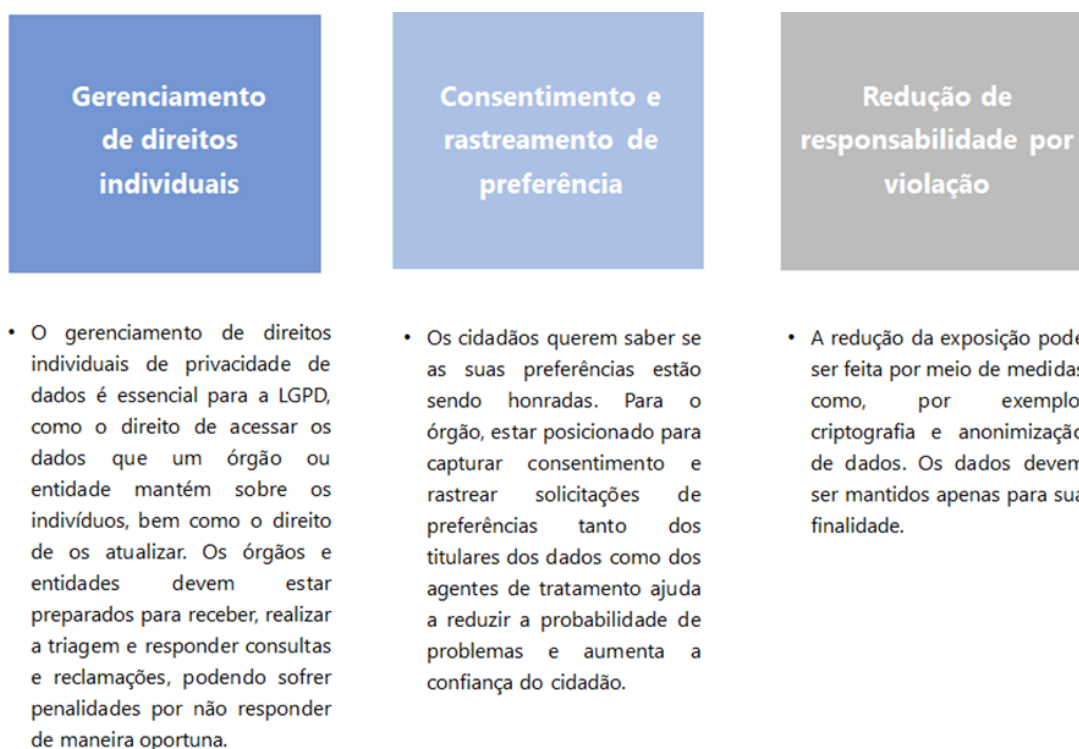 Gerenciamento
de direitos
individuais
• O gerenciamento de direitos
individuais de privacidade de
dados é essencial para a LGPD,
como o direito de acessar os
dados que um órgão ou
entidade mantém sobre os
indivíduos, bem como o direito
de os atualizar. Os órgãos e
entidades devem estar
preparados para receber, realizar
a triagem e responder consultas
e reclamações, podendo sofrer
penalidades por não responder
de maneira oportuna.
Consentimento e
rastreamento de
preferência
• Os cidadãos querem saber se
as suas preferências estão
sendo honradas. Para o
órgão, estar posicionado para
capturar consentimento e
rastrear solicitações de
preferências tanto dos
titulares dos dados como dos
agentes de tratamento ajuda
a reduzir a probabilidade de
problemas e aumenta a
confiança do cidadão.
Redução de
responsabilidade por
violação
• A redução da exposição pode
ser feita por meio de medidas
como, por exemplo
criptografia e anonimização
de dados. Os dados devem
ser mantidos apenas para sua
finalidade.